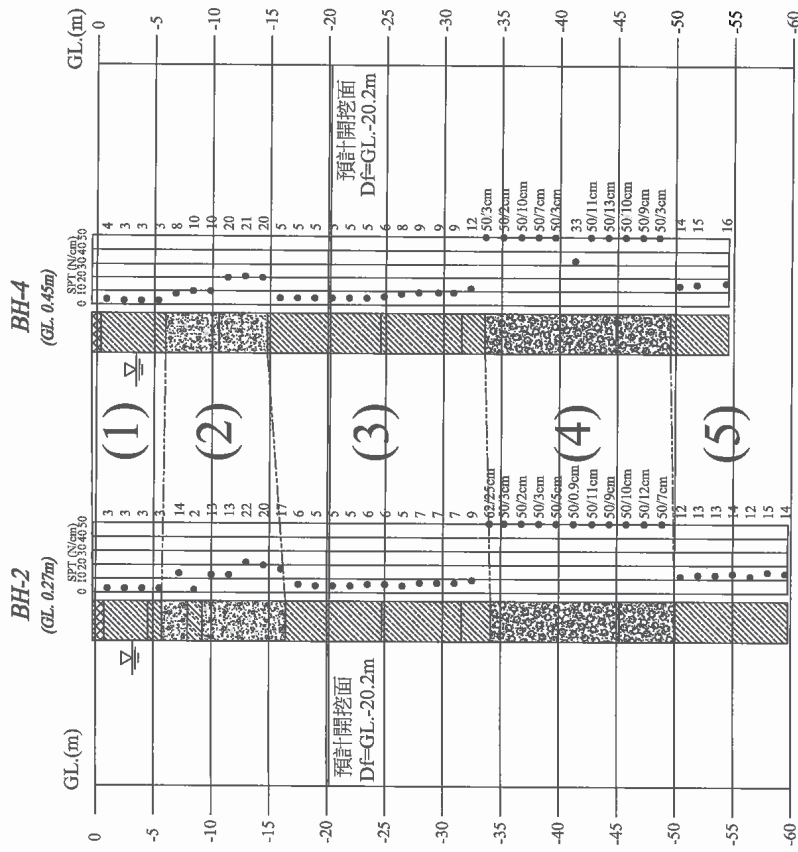 BH-2
(GL. 0.27m)
BH-4
(GL. 0.45m)
GL.(m)
SPT (N/cm)
0 10 20 30 40 50
SPT (N/cm)
0 10 20 30 40 50
GL.(m)
0
-5
-10
-15
-20
-25
-30
-35
-40
-45
-50
-55
-60
預計開挖面
Df=GL.-20.2m
3
3
3
3
3
14
2
13
13
22
20
17
6
5
5
5
6
6
5
7
7
7
9
62/25cm
50/3cm
50/2cm
50/3cm
50/5cm
50/0.9cm
50/11cm
50/9cm
50/10cm
50/12cm
50/7cm
12
13
13
14
12
15
14
(1)
(2)
(3)
(4)
(5)
4
3
3
3
8
10
10
20
21
20
5
5
5
5
5
5
6
8
9
9
9
12
50/3cm
50/2cm
50/10cm
50/7cm
50/3cm
33
50/11cm
50/13cm
50/10cm
50/9cm
50/3cm
14
15
16
預計開挖面
Df=GL.-20.2m
0
-5
-10
-15
-20
-25
-30
-35
-40
-45
-50
-55
-60